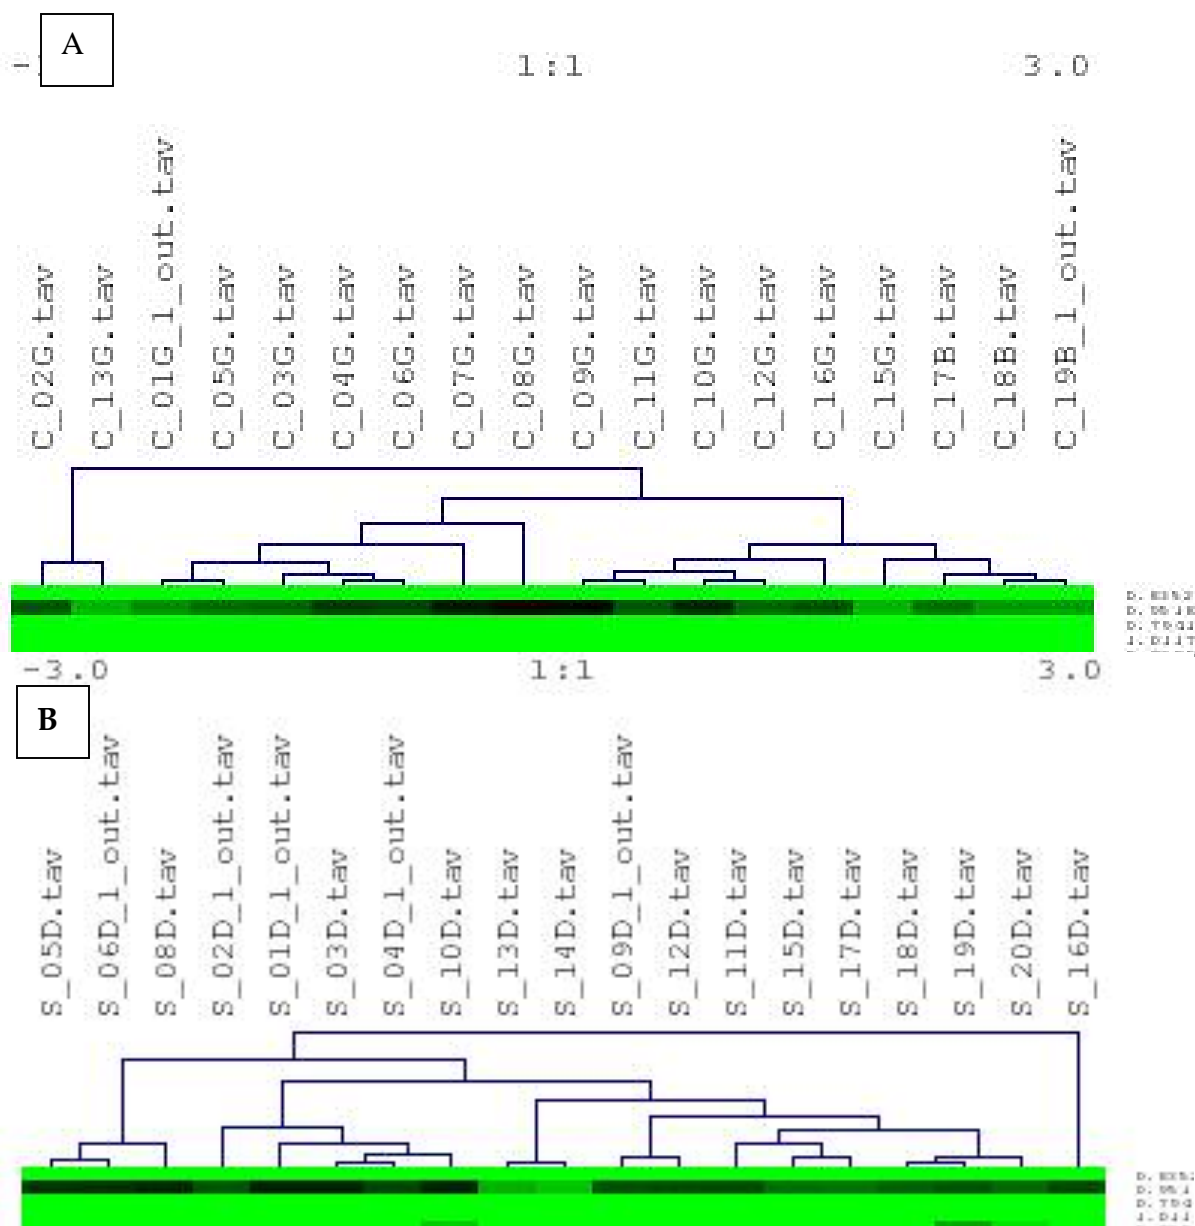 A
-
1:1
3.0
C_02G.tav
C_13G.tav
C_01G_1_out.tav
C_05G.tav
C_03G.tav
C_04G.tav
C_06G.tav
C_07G.tav
C_08G.tav
C_09G.tav
C_11G.tav
C_10G.tav
C_12G.tav
C_16G.tav
C_15G.tav
C_17B.tav
C_18B.tav
C_19B_1_out.tav
-3.0
1:1
3.0
B
S_05D.tav
S_06D_1_out.tav
S_08D.tav
S_02D_1_out.tav
S_01D_1_out.tav
S_03D.tav
S_04D_1_out.tav
S_10D.tav
S_13D.tav
S_14D.tav
S_09D_1_out.tav
S_12D.tav
S_11D.tav
S_15D.tav
S_17D.tav
S_18D.tav
S_19D.tav
S_20D.tav
S_16D.tav